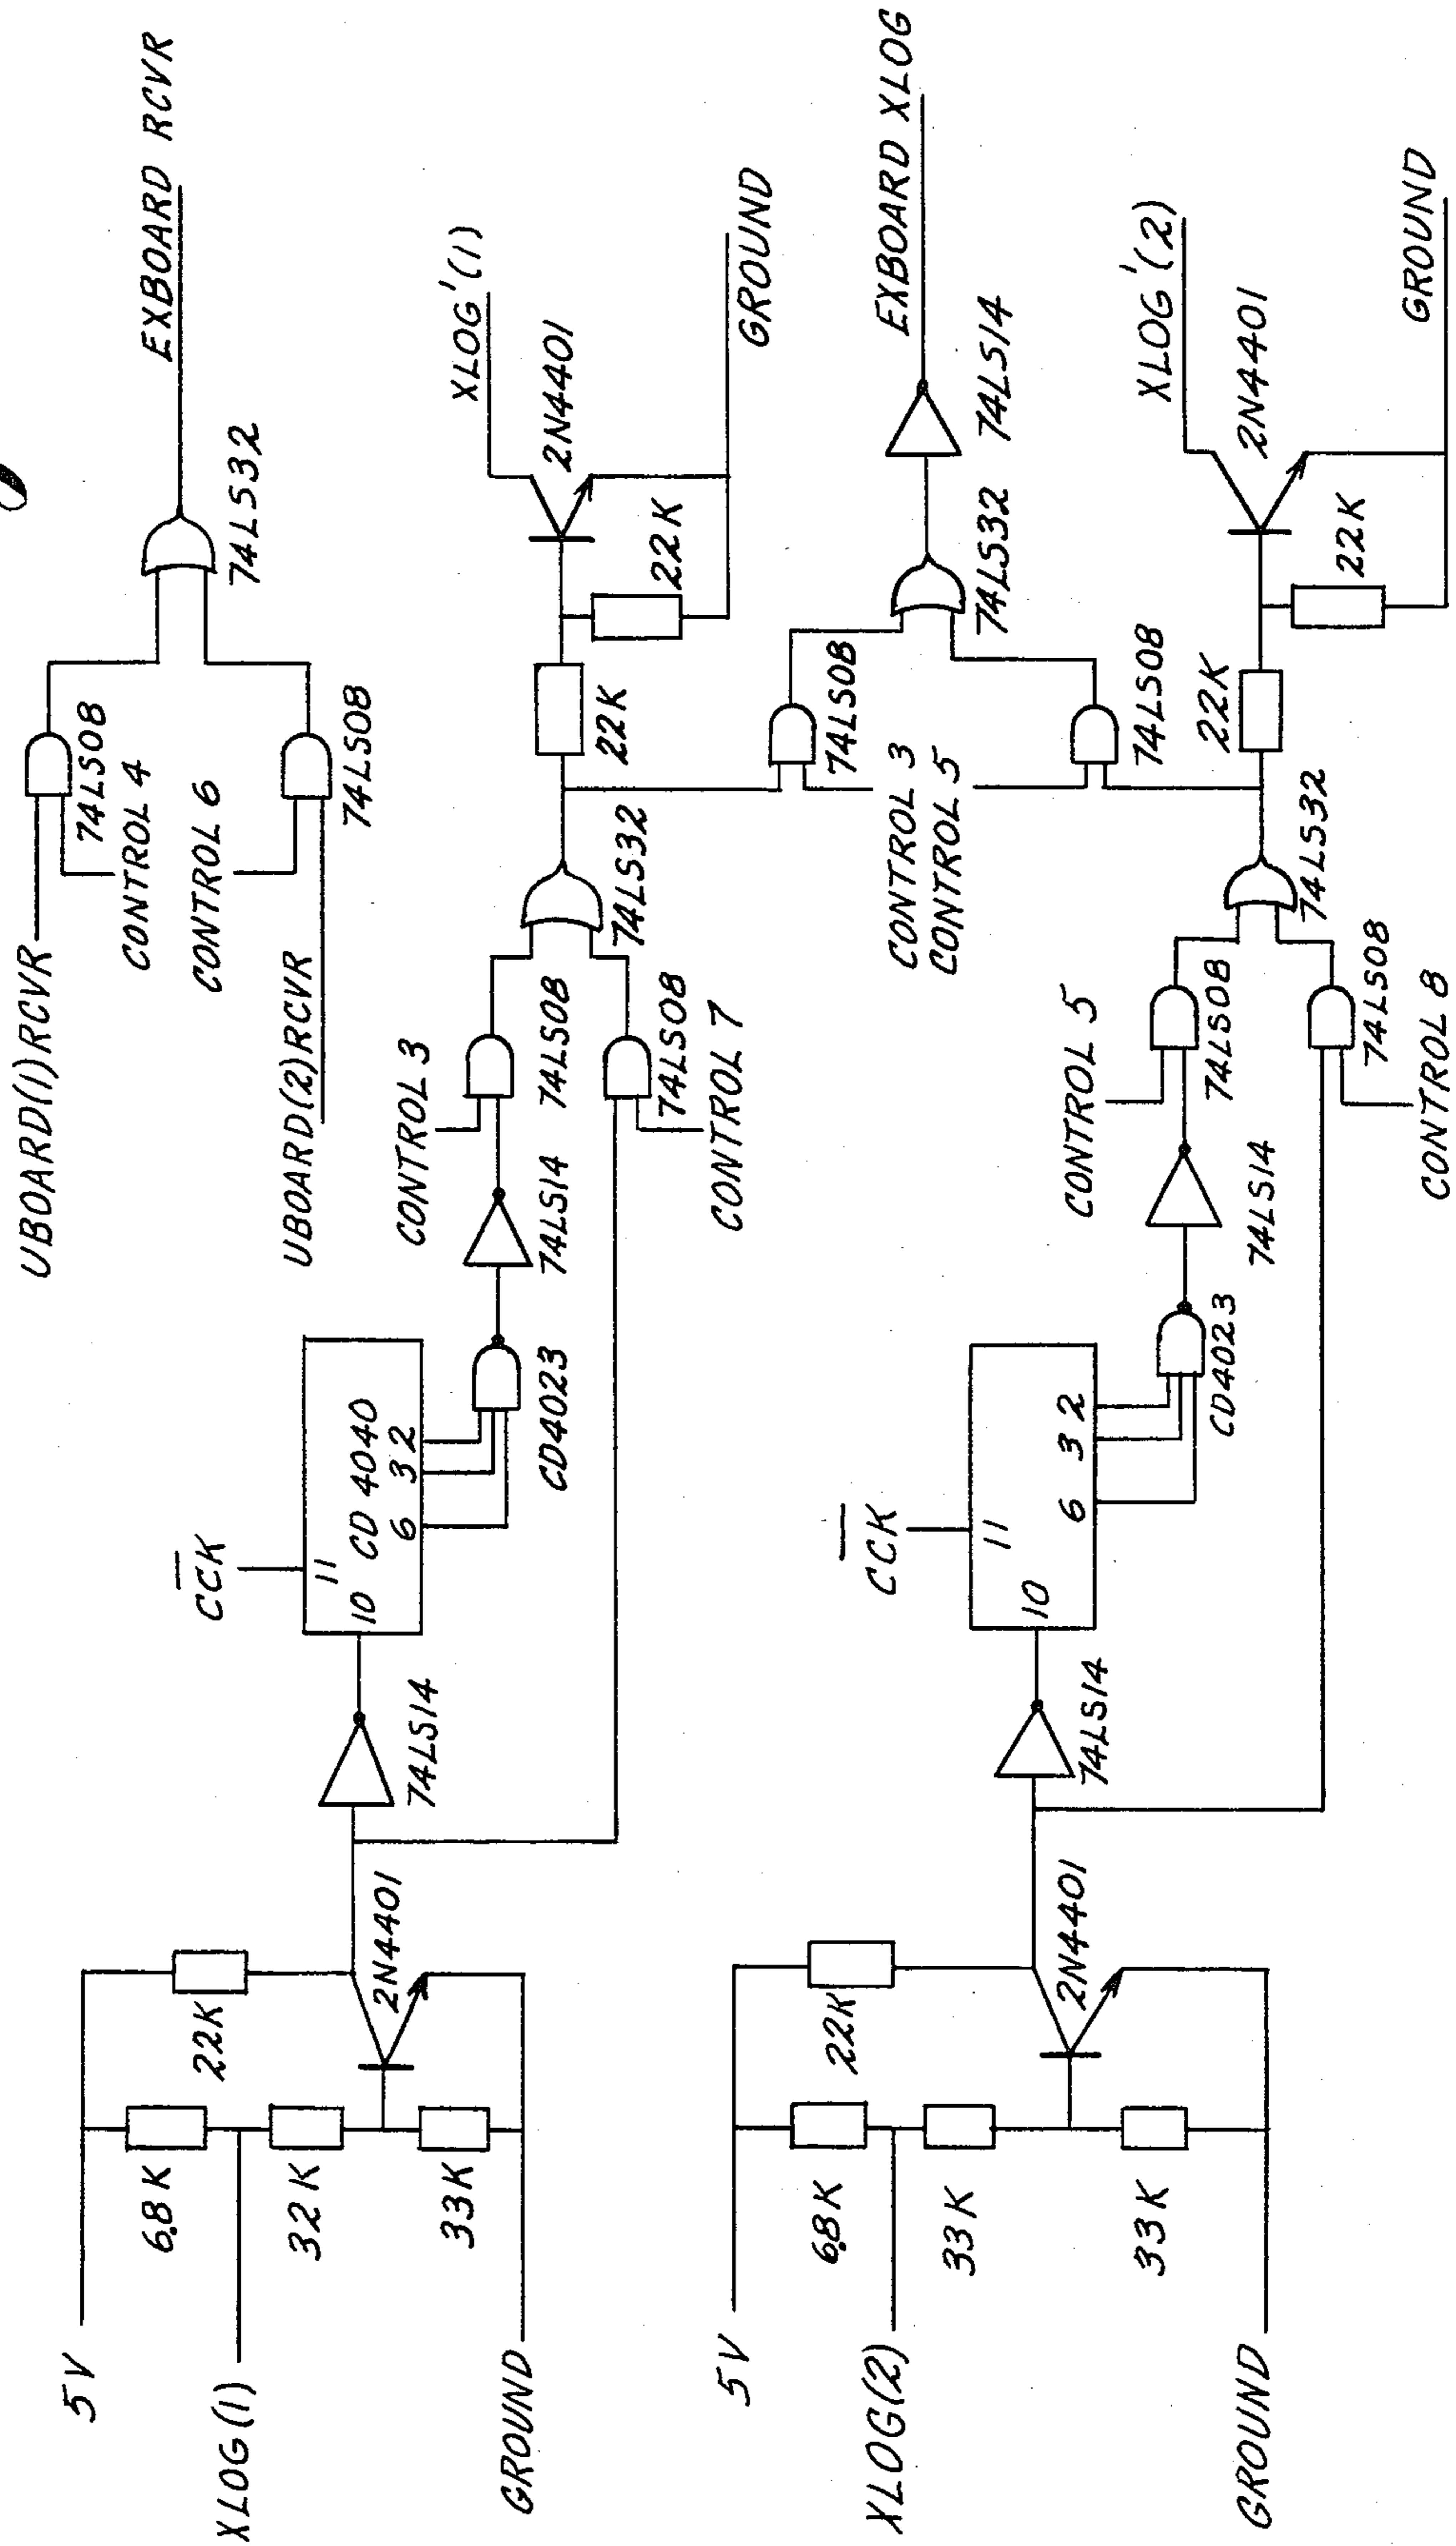 UBOARD(1)RCVR
74LS08
CONTROL 4
CONTROL 6
UBOARD(2)RCVR
74LS08
74LS32
EXBOARD RCVR
5V
6.8K
22K
XLOG(1)
32K
33K
GROUND
2N4401
74LS14
CCK
11
10
CD 4040
6 3 2
CD4023
74LS14
CONTROL 3
74LS08
74LS08
CONTROL 7
74LS32
22K
22K
2N4401
XLOG'(1)
GROUND
74LS08
CONTROL 3
CONTROL 5
74LS08
74LS32
74LS14
EXBOARD XLOG
5V
6.8K
22K
XLOG(2)
33K
33K
GROUND
2N4401
74LS14
CCK
11
10
6 3 2
CD4023
74LS14
CONTROL 5
74LS08
74LS08
CONTROL 8
74LS32
22K
22K
2N4401
XLOG'(2)
GROUND